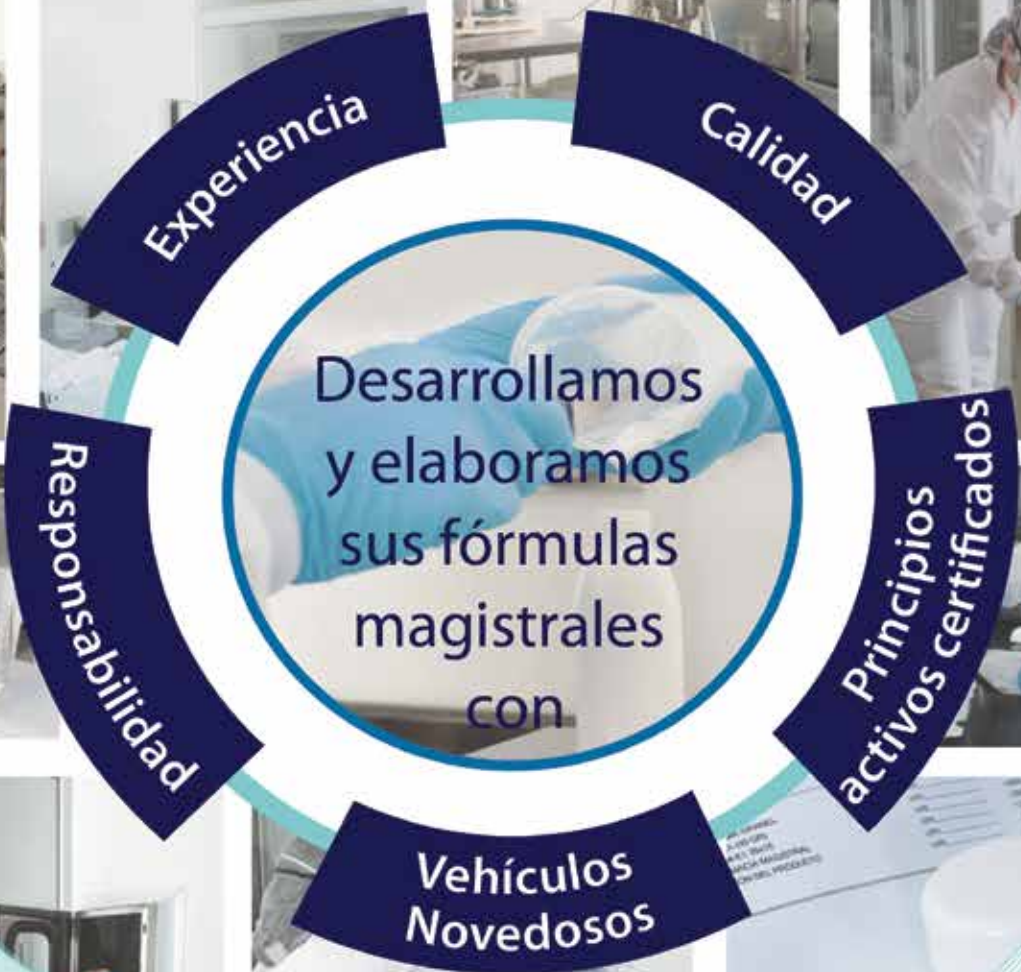 Experiencia
Calidad
Desarrollamos
y elaboramos
sus fórmulas
magistrales
con
Responsabilidad
Principios
activos certificados
Vehículos
Novedosos